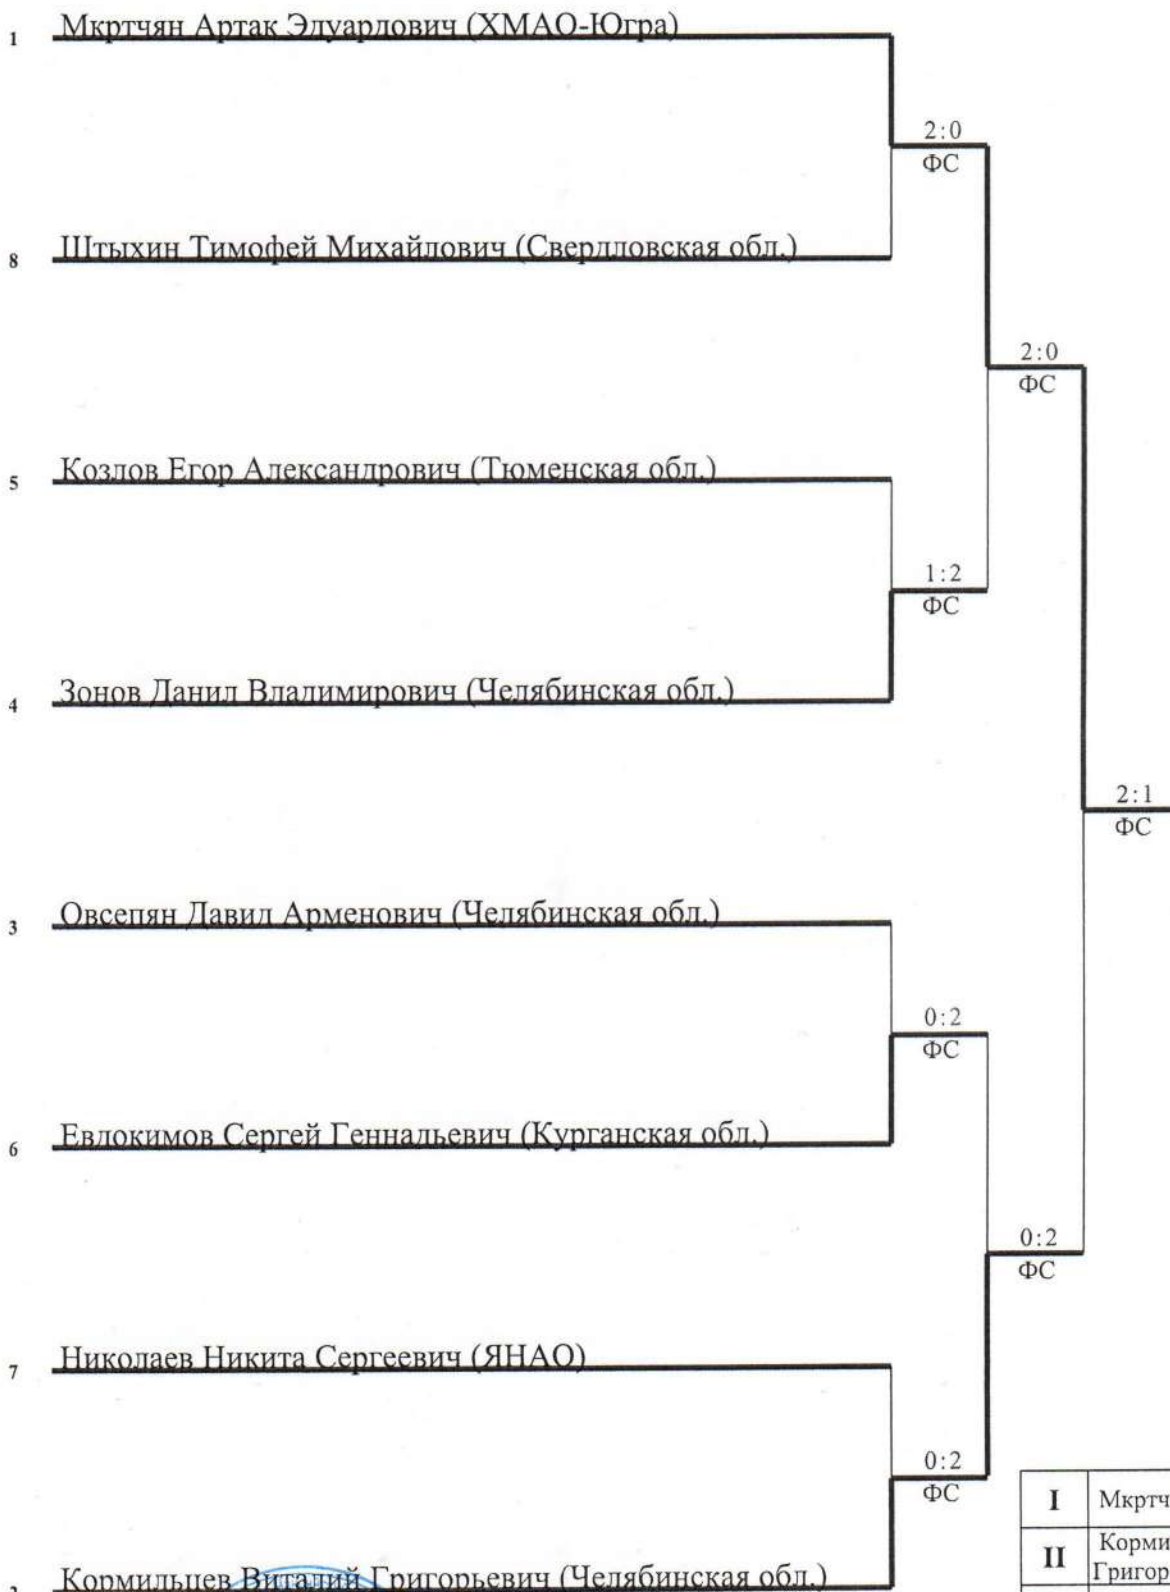 1 Мкртчян Артак Эдуардович (ХМАО-Югра)
2:0
ФС
8 Штыхин Тимофей Михайлович (Свердловская обл.)
2:0
ФС
5 Козлов Егор Александрович (Тюменская обл.)
1:2
ФС
4 Зонов Данил Владимирович (Челябинская обл.)
2:1
ФС
3 Овсепян Давид Арменович (Челябинская обл.)
0:2
ФС
6 Евдокимов Сергей Геннадьевич (Курганская обл.)
0:2
ФС
7 Николаев Никита Сергеевич (ЯНАО)
0:2
ФС
I Мкртч
II Корми
Григор
Кормильцев Виталий Григорьевич (Челябинская обл.)